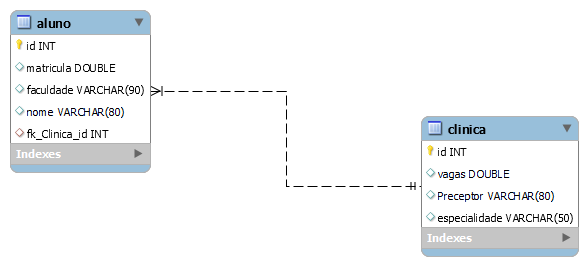 aluno
id INT
matricula DOUBLE
faculdade VARCHAR(90)
nome VARCHAR(80)
fk_Clinica_id INT
Indexes
clinica
id INT
vagas DOUBLE
Preceptor VARCHAR(80)
especialidade VARCHAR(50)
Indexes